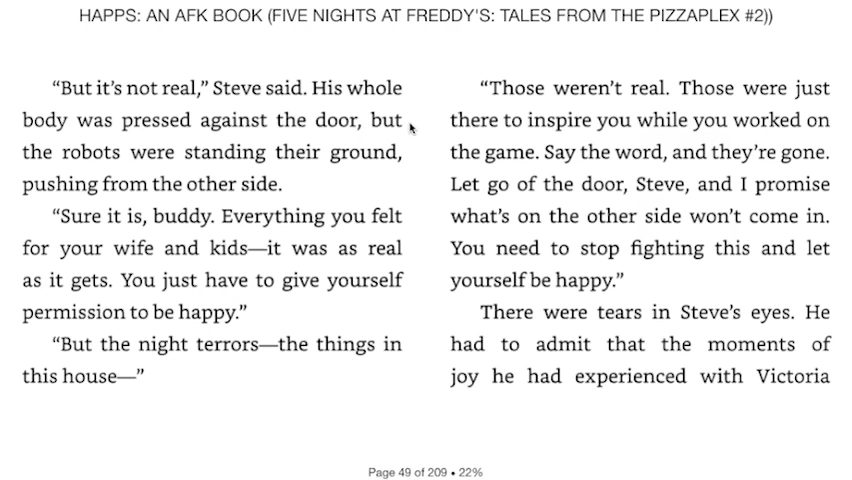 HAPPS: AN AFK BOOK (FIVE NIGHTS AT FREDDY'S: TALES FROM THE PIZZAPLEX #2))
“But it’s not real,” Steve said. His whole
body was pressed against the door, but
the robots were standing their ground,
pushing from the other side.
“Sure it is, buddy. Everything you felt
for your wife and kids—it was as real
as it gets. You just have to give yourself
permission to be happy.”
“But the night terrors—the things in
this house—”
“Those weren’t real. Those were just
there to inspire you while you worked on
the game. Say the word, and they’re gone.
Let go of the door, Steve, and I promise
what’s on the other side won’t come in.
You need to stop fighting this and let
yourself be happy.”
There were tears in Steve’s eyes. He
had to admit that the moments of
joy he had experienced with Victoria
Page 49 of 209 • 22%